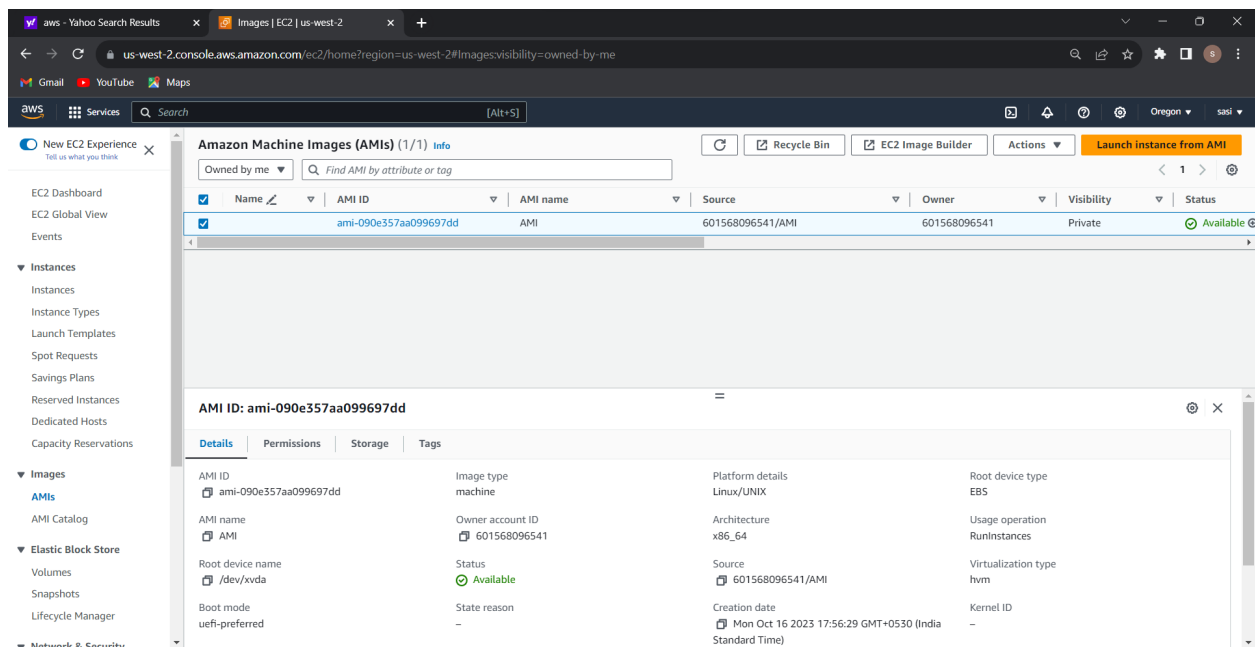 aws - Yahoo Search Results
Images | EC2 | us-west-2
us-west-2.console.aws.amazon.com/ec2/home?region=us-west-2#Images:visibility=owned-by-me
S
Gmail YouTube Maps
aws Services Search [Alt+S] Oregon sasi
New EC2 Experience
Tell us what you think
EC2 Dashboard
EC2 Global View
Events
Instances
Instances
Instance Types
Launch Templates
Spot Requests
Savings Plans
Reserved Instances
Dedicated Hosts
Capacity Reservations
Images
AMIs
AMI Catalog
Elastic Block Store
Volumes
Snapshots
Lifecycle Manager
Network & Security
Amazon Machine Images (AMIs) (1/1) Info
Recycle Bin EC2 Image Builder Actions Launch instance from AMI
Owned by me Find AMI by attribute or tag 1
Name AMI ID AMI name Source Owner Visibility Status
ami-090e357aa099697dd AMI 601568096541/AMI 601568096541 Private Available
AMI ID: ami-090e357aa099697dd
Details Permissions Storage Tags
AMI ID Image type Platform details Root device type
ami-090e357aa099697dd machine Linux/UNIX EBS
AMI name Owner account ID Architecture Usage operation
AMI 601568096541 x86_64 RunInstances
Root device name Status Source Virtualization type
/dev/xvda Available 601568096541/AMI hvm
Boot mode State reason Creation date Kernel ID
uefi-preferred – Mon Oct 16 2023 17:56:29 GMT+0530 (India –
Standard Time)